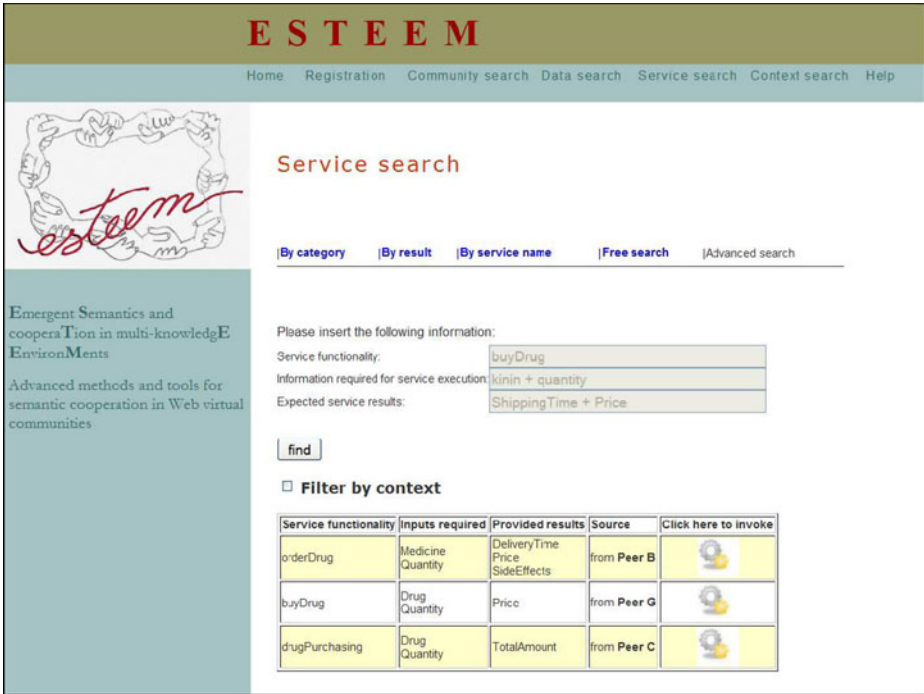 E S T E E M
Home Registration Community search Data search Service search Context search Help
esteem
Emergent Semantics and
cooperaTion in multi-knowledgE
EnvironMents
Advanced methods and tools for
semantic cooperation in Web virtual
communities
Service search
|By category |By result |By service name |Free search |Advanced search
Please insert the following information:
Service functionality: buyDrug
Information required for service execution: kinin + quantity
Expected service results: ShippingTime + Price
find
Filter by context
Service functionality Inputs required Provided results Source Click here to invoke
orderDrug Medicine Quantity DeliveryTime Price SideEffects from Peer B
buyDrug Drug Quantity Price from Peer G
drugPurchasing Drug Quantity TotalAmount from Peer C